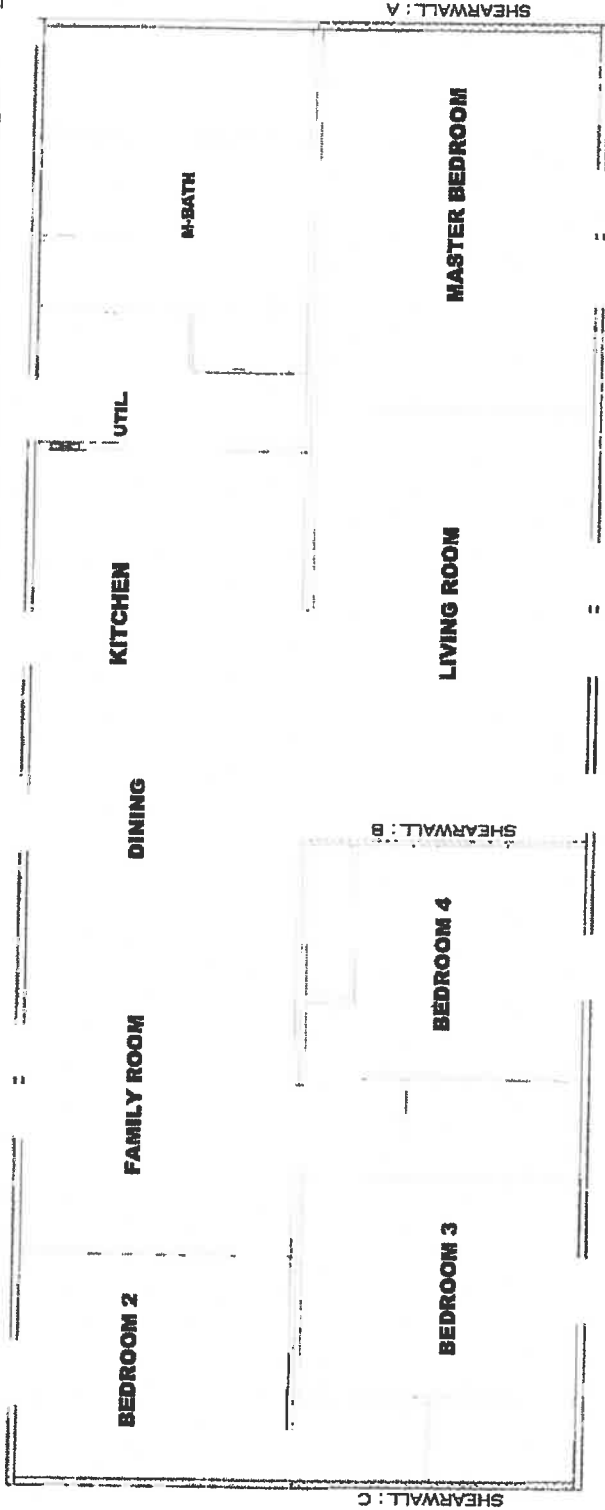 SHEARWALL : A
M-BATH
MASTER BEDROOM
UTIL.
KITCHEN
LIVING ROOM
DINING
SHEARWALL : B
BEDROOM 4
FAMILY ROOM
BEDROOM 3
BEDROOM 2
SHEARWALL : C